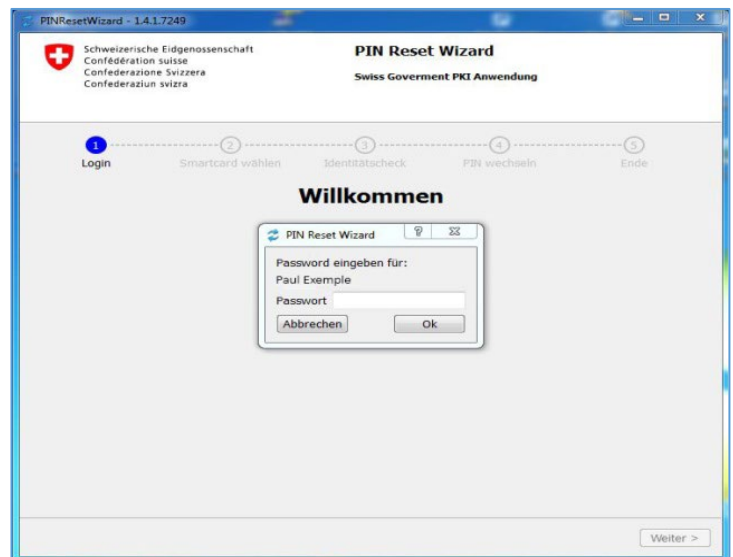 PINResetWizard - 1.4.1.7249
Schweizerische Eidgenossenschaft
Confédération suisse
Confederazione Svizzera
Confederaziun svizra
PIN Reset Wizard
Swiss Goverment PKI Anwendung
1
2
3
4
5
Login
Smartcard wählen
Identitätscheck
PIN wechseln
Ende
Willkommen
PIN Reset Wizard
Password eingeben für:
Paul Exemple
Passwort
Abbrechen
Ok
Weiter >